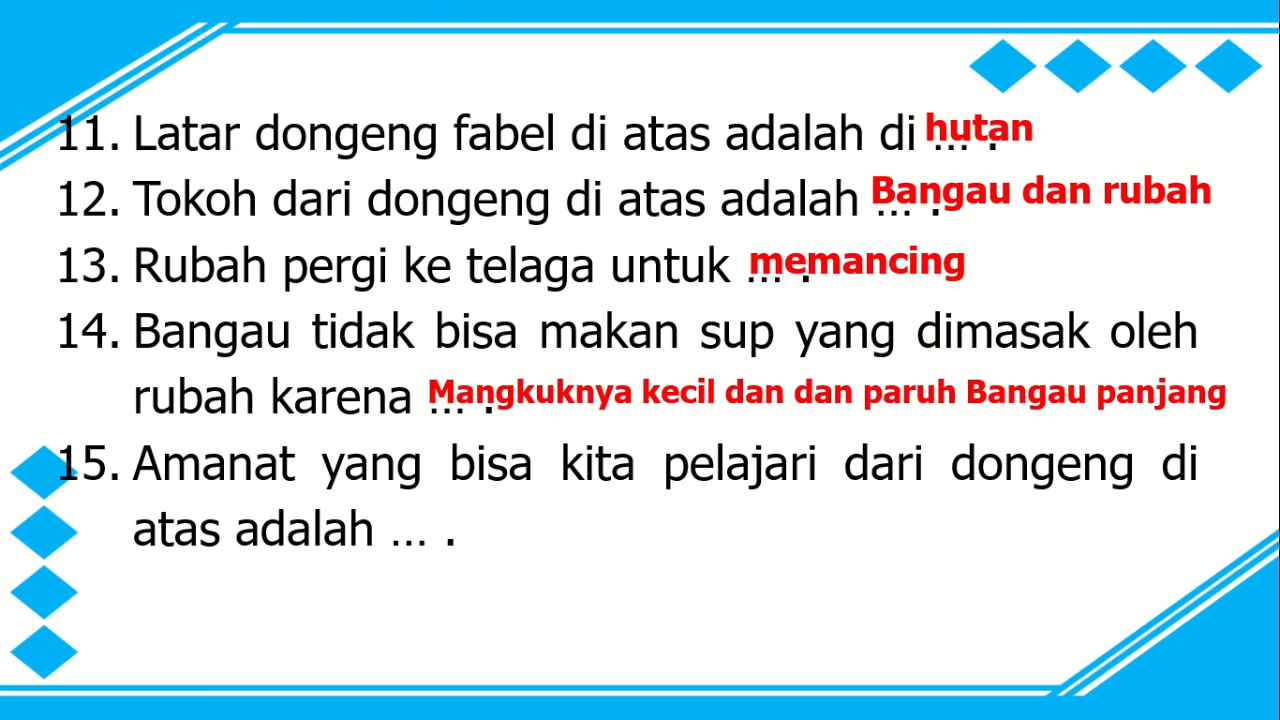 11. Latar dongeng fabel di atas adalah di ... . hutan
12. Tokoh dari dongeng di atas adalah ... . Bangau dan rubah
13. Rubah pergi ke telaga untuk ... . memancing
14. Bangau tidak bisa makan sup yang dimasak oleh
rubah karena ... . Mangkuknya kecil dan dan paruh Bangau panjang
15. Amanat yang bisa kita pelajari dari dongeng di
atas adalah ... .